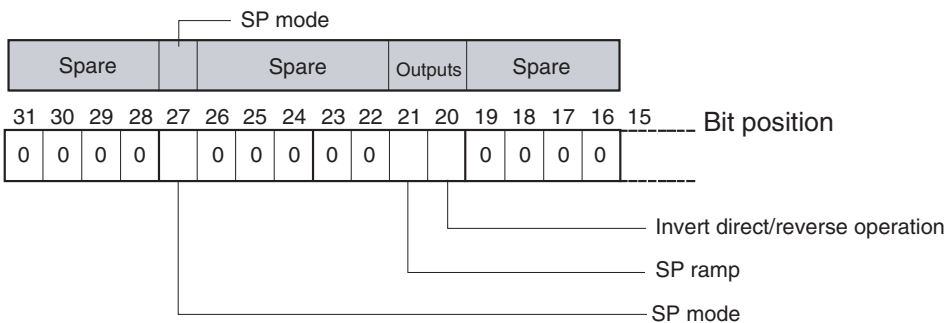 SP mode
Spare Spare Outputs Spare
31 30 29 28 27 26 25 24 23 22 21 20 19 18 17 16 15 Bit position
0 0 0 0 0 0 0 0 0 0 0 0 0
Invert direct/reverse operation
SP ramp
SP mode